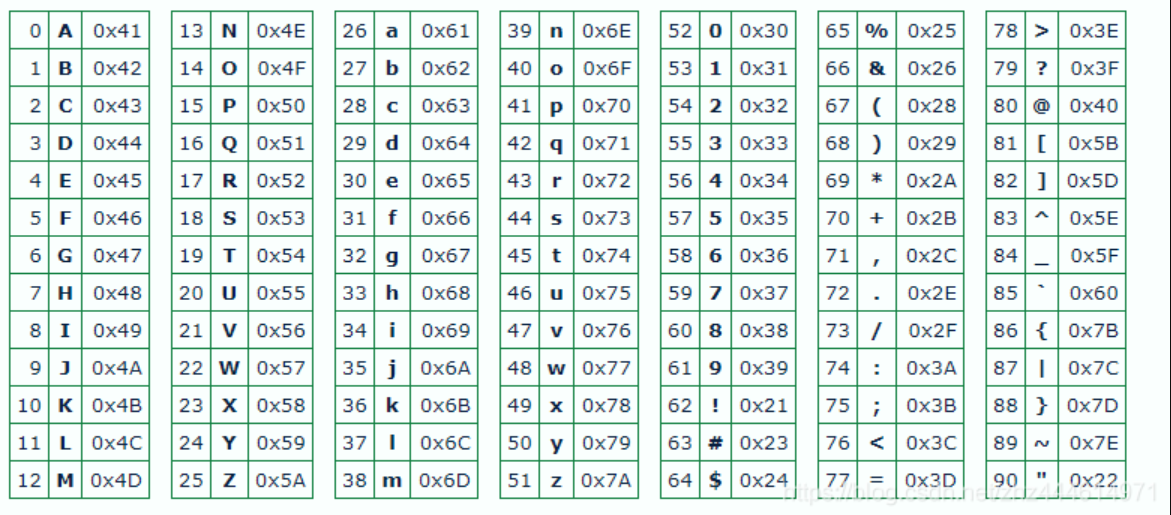 0 A 0x41 13 N 0x4E 26 a 0x61 39 n 0x6E 52 0 0x30 65 % 0x25 78 > 0x3E
1 B 0x42 14 O 0x4F 27 b 0x62 40 o 0x6F 53 1 0x31 66 & 0x26 79 ? 0x3F
2 C 0x43 15 P 0x50 28 c 0x63 41 p 0x70 54 2 0x32 67 ( 0x28 80 @ 0x40
3 D 0x44 16 Q 0x51 29 d 0x64 42 q 0x71 55 3 0x33 68 ) 0x29 81 [ 0x5B
4 E 0x45 17 R 0x52 30 e 0x65 43 r 0x72 56 4 0x34 69 * 0x2A 82 ] 0x5D
5 F 0x46 18 S 0x53 31 f 0x66 44 s 0x73 57 5 0x35 70 + 0x2B 83 ^ 0x5E
6 G 0x47 19 T 0x54 32 g 0x67 45 t 0x74 58 6 0x36 71 , 0x2C 84 _ 0x5F
7 H 0x48 20 U 0x55 33 h 0x68 46 u 0x75 59 7 0x37 72 . 0x2E 85 ` 0x60
8 I 0x49 21 V 0x56 34 i 0x69 47 v 0x76 60 8 0x38 73 / 0x2F 86 { 0x7B
9 J 0x4A 22 W 0x57 35 j 0x6A 48 w 0x77 61 9 0x39 74 : 0x3A 87 | 0x7C
10 K 0x4B 23 X 0x58 36 k 0x6B 49 x 0x78 62 ! 0x21 75 ; 0x3B 88 } 0x7D
11 L 0x4C 24 Y 0x59 37 l 0x6C 50 y 0x79 63 # 0x23 76 < 0x3C 89 ~ 0x7E
12 M 0x4D 25 Z 0x5A 38 m 0x6D 51 z 0x7A 64 $ 0x24 77 = 0x3D 90 " 0x22